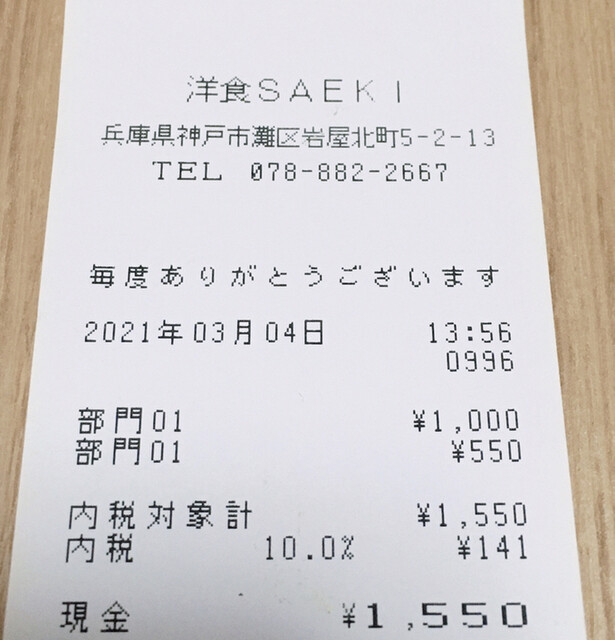 洋食SAEKI
兵庫県神戸市灘区岩屋北町5-2-13
TEL 078-882-2667
毎度ありがとうございます
2021年03月04日 13:56
0996
部門01 ¥1,000
部門01 ¥550
内税対象計 ¥1,550
内税 10.0% ¥141
現金 ¥1,550